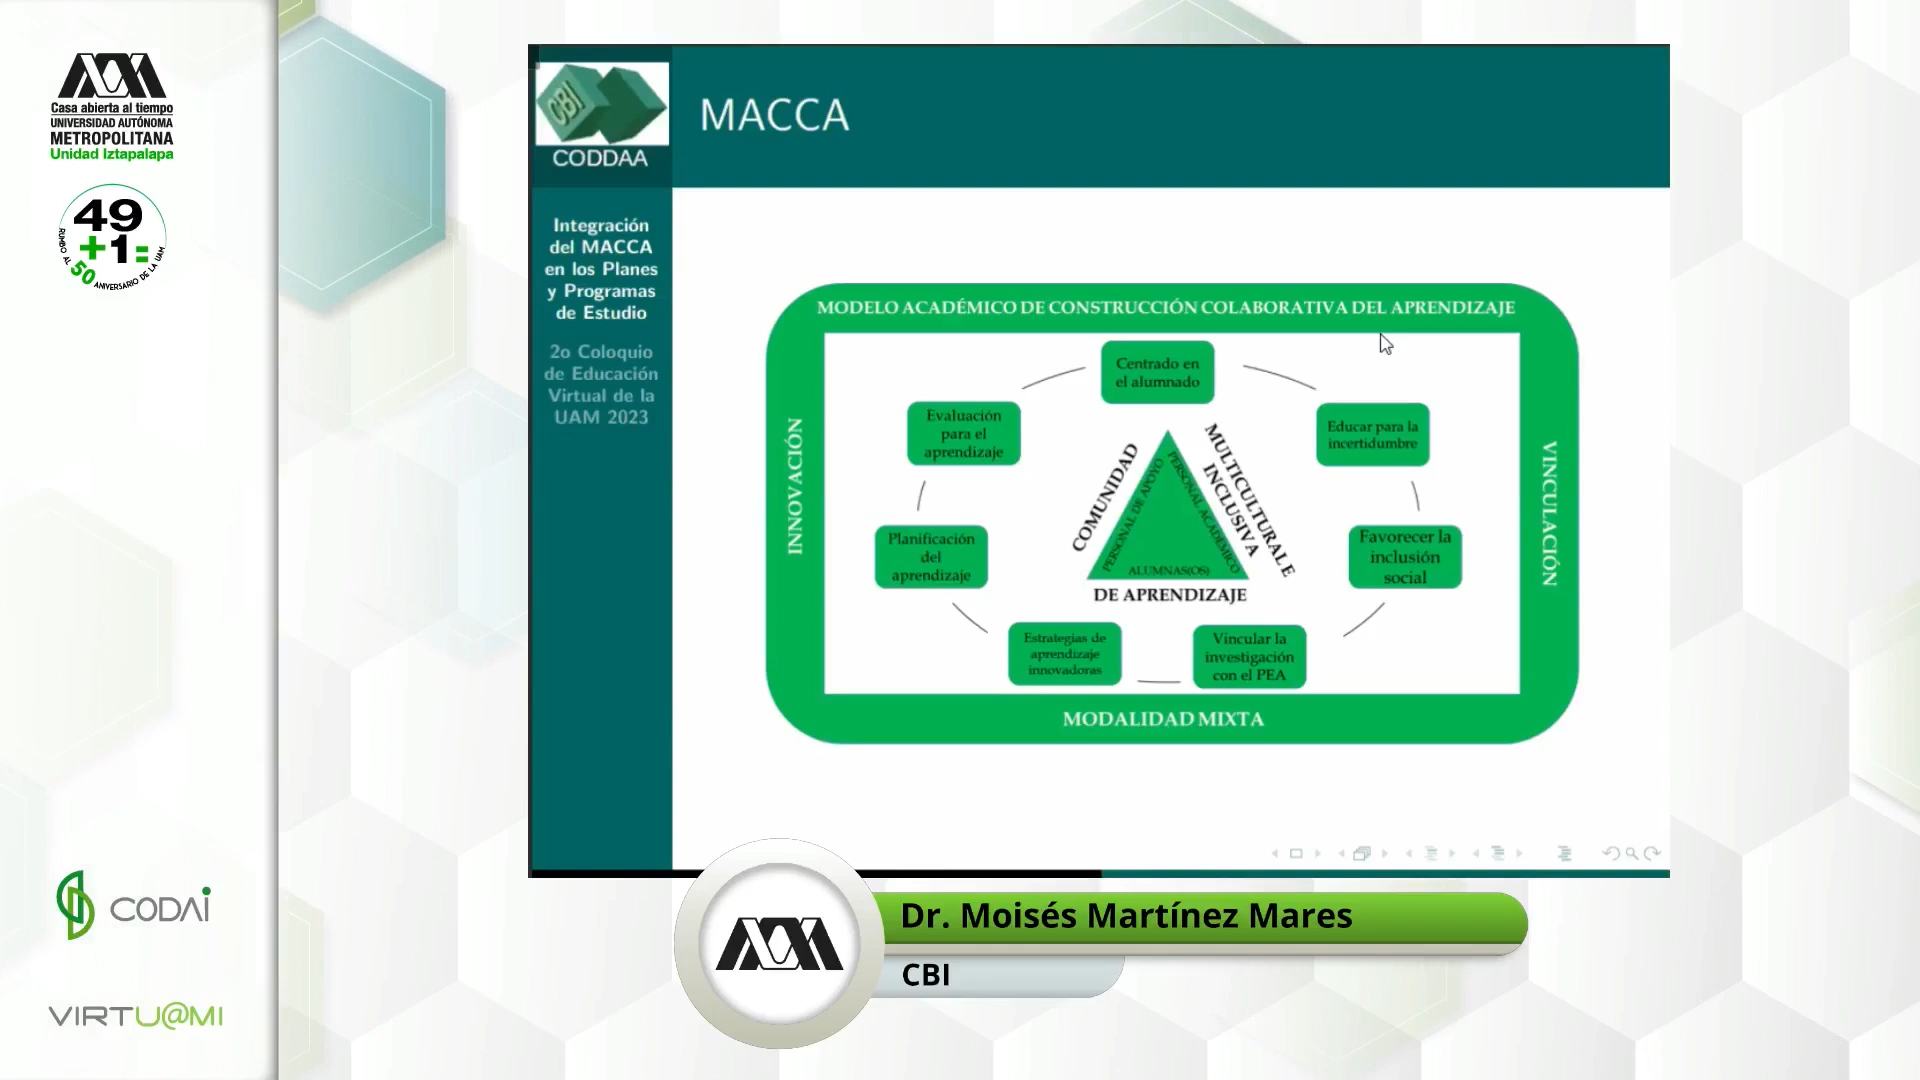 Casa abierta al tiempo
UNIVERSIDAD AUTÓNOMA
METROPOLITANA
Unidad Iztapalapa
49
+1=
RUMBO AL 50 ANIVERSARIO DE LA UAM
CODAI
VIRTU@MI
CBI
CODDAA
Integración
del MACCA
en los Planes
y Programas
de Estudio
2o Coloquio
de Educación
Virtual de la
UAM 2023
MACCA
MODELO ACADÉMICO DE CONSTRUCCIÓN COLABORATIVA DEL APRENDIZAJE
INNOVACIÓN
VINCULACIÓN
MODALIDAD MIXTA
Centrado en
el alumnado
Educar para la
incertidumbre
Favorecer la
inclusión
social
Vincular la
investigación
con el PEA
Estrategias de
aprendizaje
innovadoras
Planificación
del
aprendizaje
Evaluación
para el
aprendizaje
COMUNIDAD
MULTICULTURAL E
INCLUSIVA
DE APRENDIZAJE
PERSONAL DE APOYO
PERSONAL ACADÉMICO
ALUMNAS(OS)
Dr. Moisés Martínez Mares
CBI